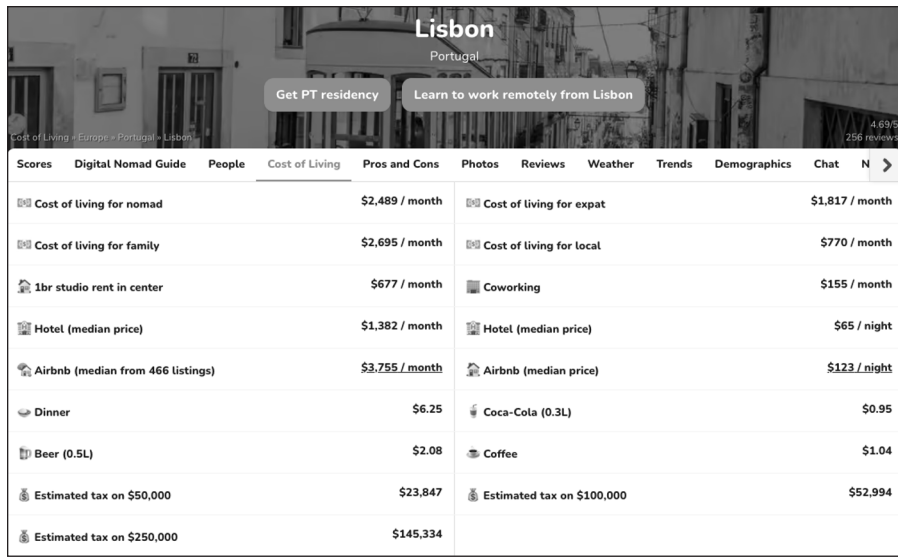 Lisbon
Portugal
Get PT residency Learn to work remotely from Lisbon
4.69/5
Cost of Living » Europe » Portugal » Lisbon 256 reviews
Scores Digital Nomad Guide People Cost of Living Pros and Cons Photos Reviews Weather Trends Demographics Chat N
Cost of living for nomad $2,489 / month Cost of living for expat $1,817 / month
Cost of living for family $2,695 / month Cost of living for local $770 / month
1br studio rent in center $677 / month Coworking $155 / month
Hotel (median price) $1,382 / month Hotel (median price) $65 / night
Airbnb (median from 466 listings) $3,755 / month Airbnb (median price) $123 / night
Dinner $6.25 Coca-Cola (0.3L) $0.95
Beer (0.5L) $2.08 Coffee $1.04
Estimated tax on $50,000 $23,847 Estimated tax on $100,000 $52,994
Estimated tax on $250,000 $145,334